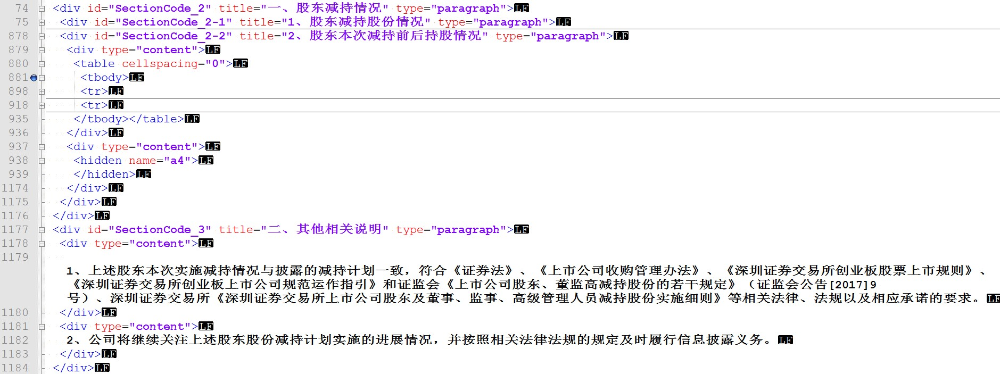 74 <div id="SectionCode_2" title="一、股东减持情况" type="paragraph">LF
75 <div id="SectionCode_2-1" title="1、股东减持股份情况" type="paragraph">LF
878 <div id="SectionCode_2-2" title="2、股东本次减持前后持股情况" type="paragraph">LF
879 <div type="content">LF
880 <table cellspacing="0">LF
881 <tbody>LF
898 <tr>LF
918 <tr>LF
935 </tbody></table>LF
936 </div>LF
937 <div type="content">LF
938 <hidden name="a4">LF
939 </hidden>LF
1174 </div>LF
1175 </div>LF
1176 </div>LF
1177 <div id="SectionCode_3" title="二、其他相关说明" type="paragraph">LF
1178 <div type="content">LF
1179
1、上述股东本次实施减持情况与披露的减持计划一致，符合《证券法》、《上市公司收购管理办法》、《深圳证券交易所创业板股票上市规则》、
《深圳证券交易所创业板上市公司规范运作指引》和证监会《上市公司股东、董监高减持股份的若干规定》（证监会公告[2017]9
号）、深圳证券交易所《深圳证券交易所上市公司股东及董事、监事、高级管理人员减持股份实施细则》等相关法律、法规以及相应承诺的要求。LF
1180 </div>LF
1181 <div type="content">LF
1182 2、公司将继续关注上述股东股份减持计划实施的进展情况，并按照相关法律法规的规定及时履行信息披露义务。LF
1183 </div>LF
1184 </div>LF